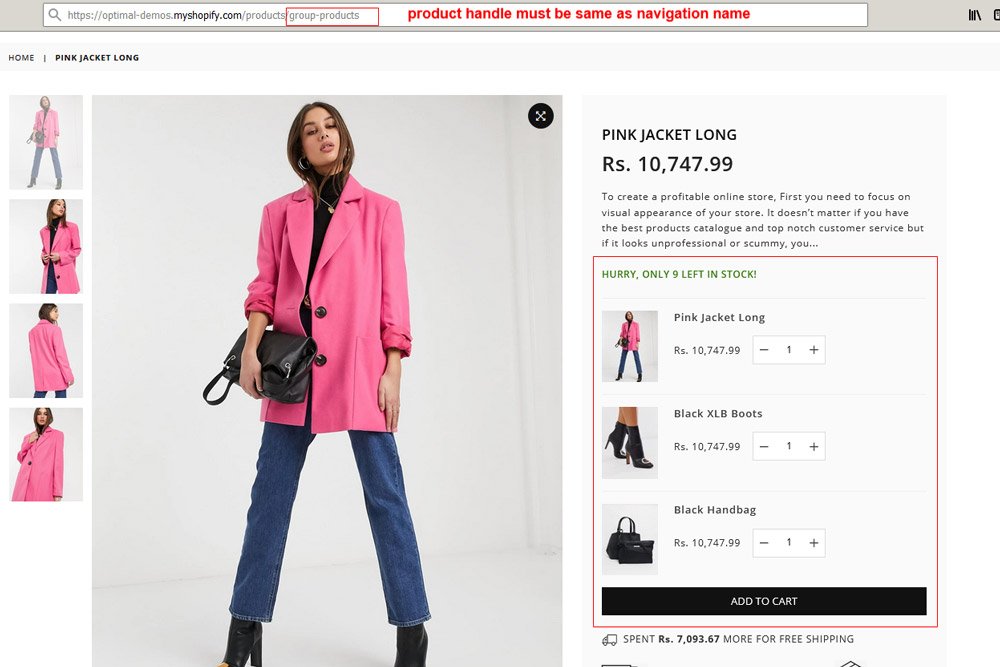 https://optimal-demos.myshopify.com/products/group-products
product handle must be same as navigation name
HOME | PINK JACKET LONG
PINK JACKET LONG
Rs. 10,747.99
To create a profitable online store, First you need to focus on
visual appearance of your store. It doesn't matter if you have
the best products catalogue and top notch customer service but
if it looks unprofessional or scummy, you...
HURRY, ONLY 9 LEFT IN STOCK!
Pink Jacket Long
Rs. 10,747.99 − 1 +
Black XLB Boots
Rs. 10,747.99 − 1 +
Black Handbag
Rs. 10,747.99 − 1 +
ADD TO CART
SPENT Rs. 7,093.67 MORE FOR FREE SHIPPING